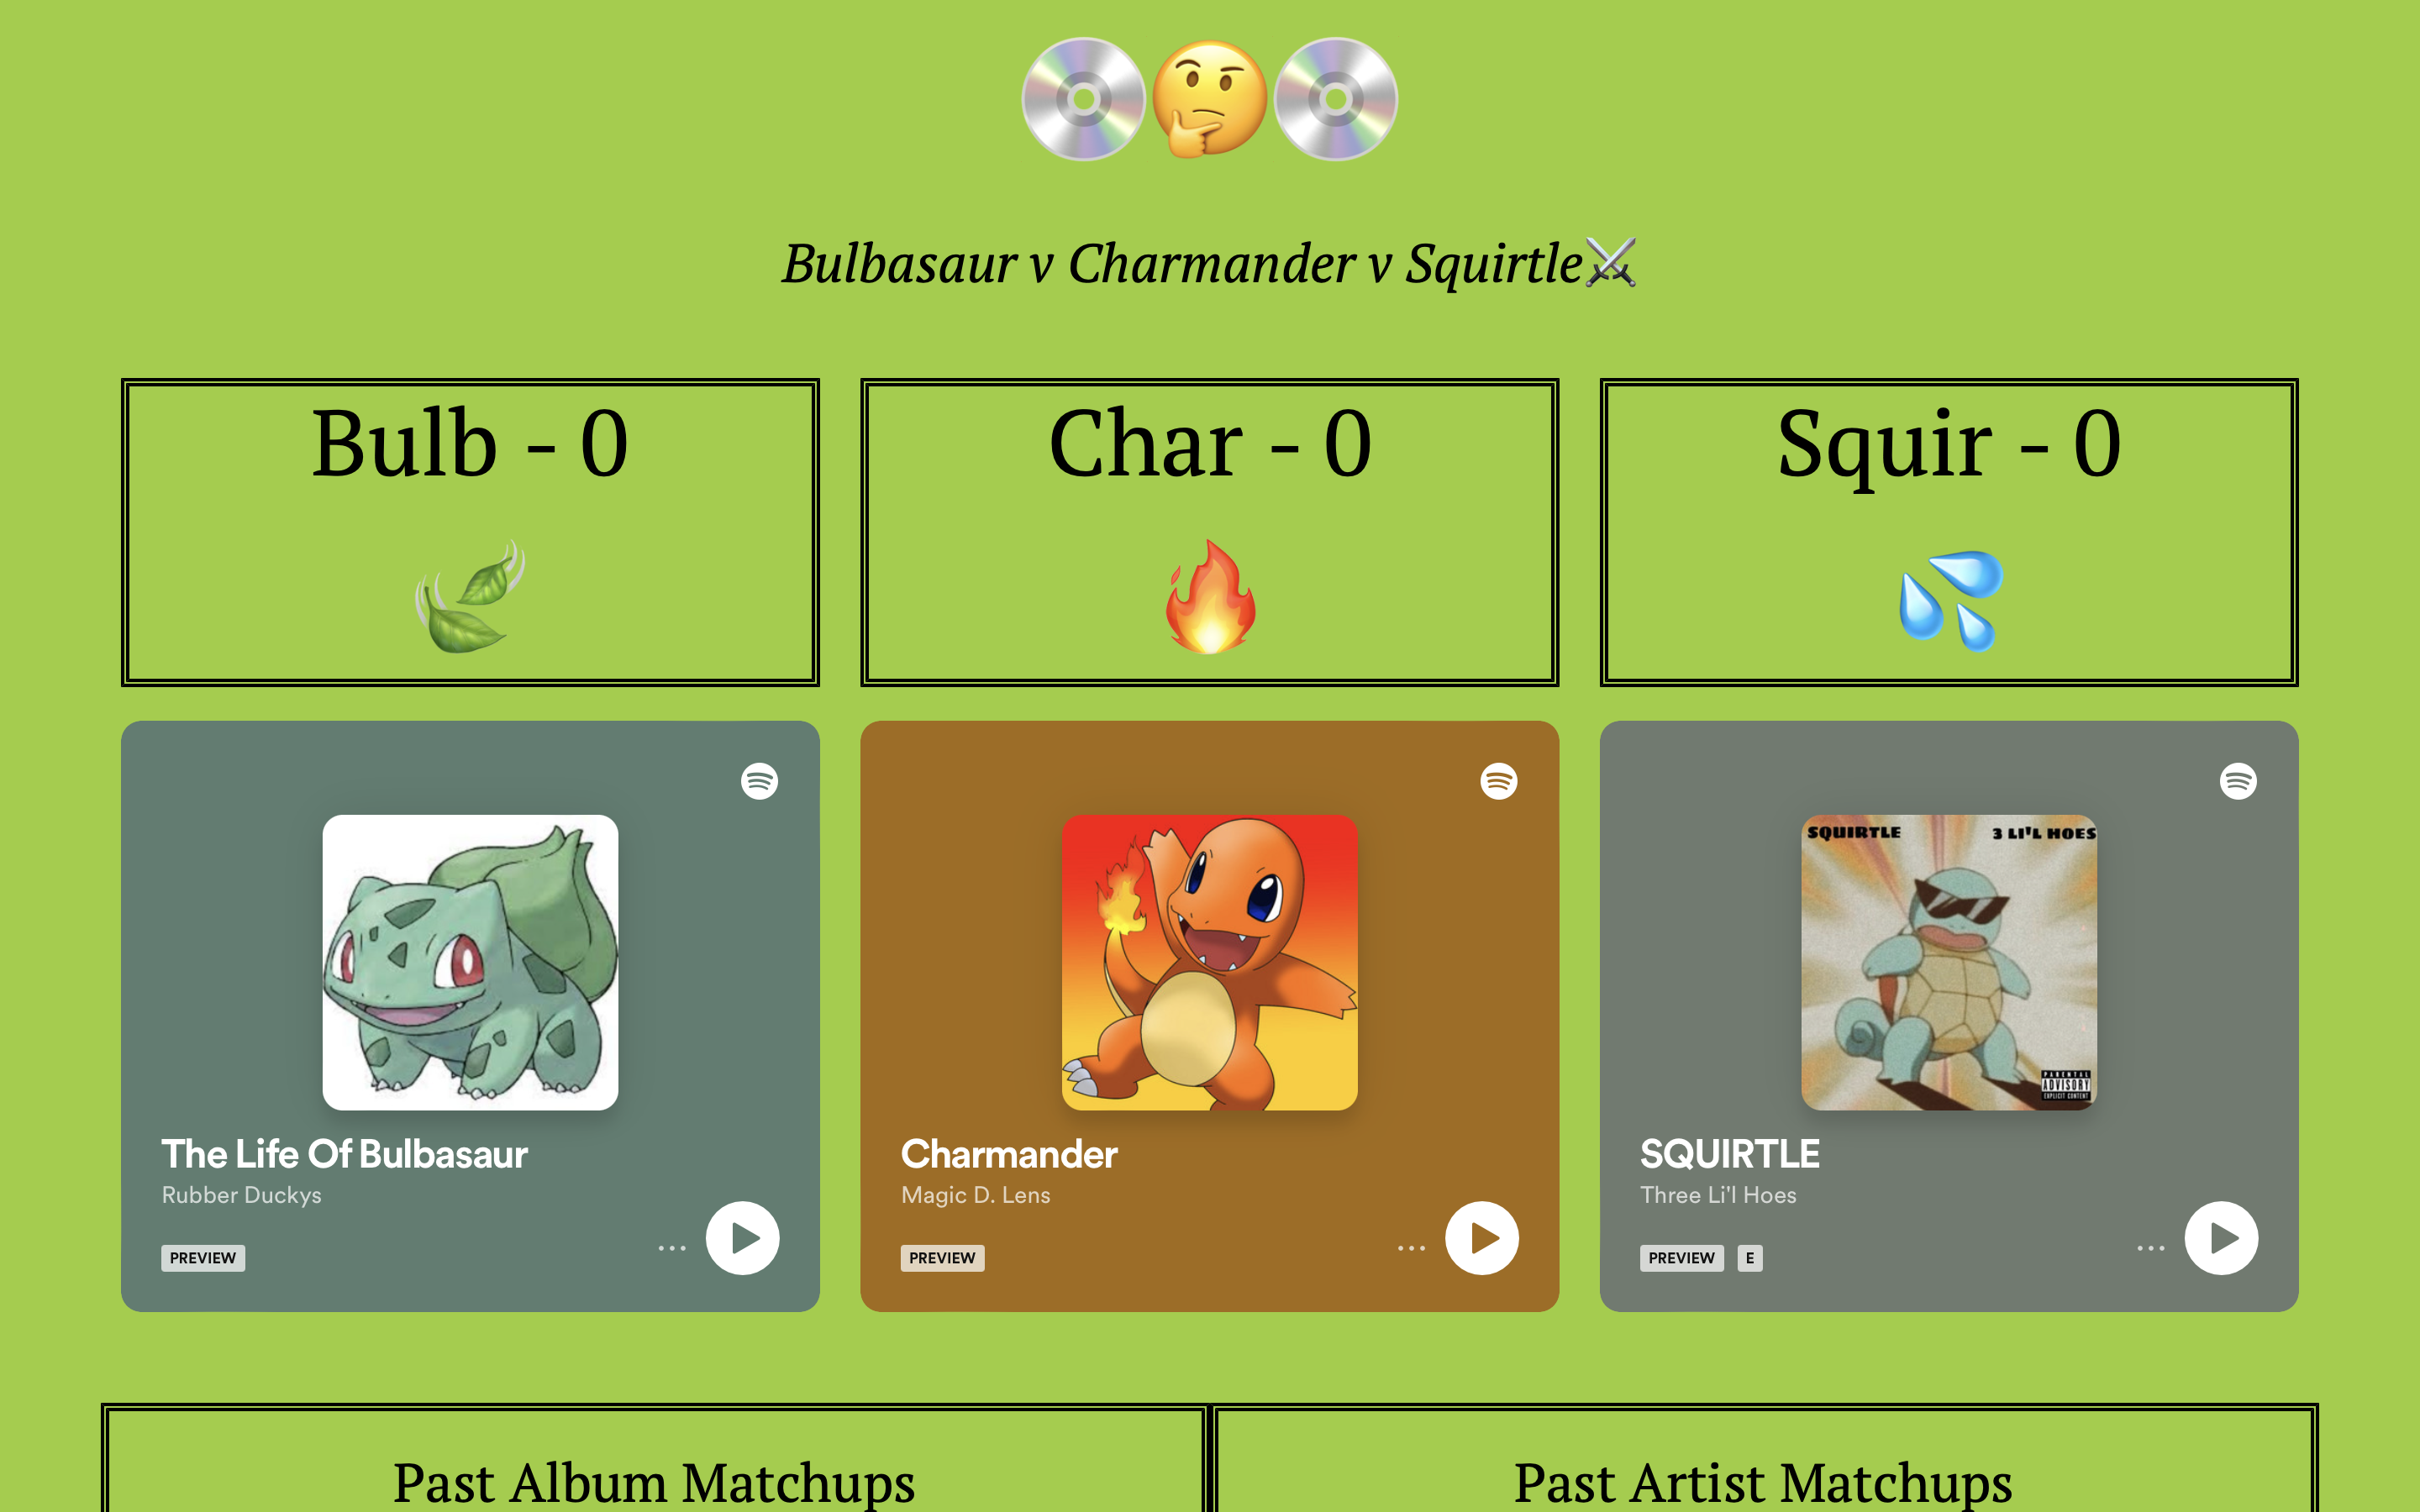 Bulbasaur v Charmander v Squirtle
Bulb - 0
Char - 0
Squir - 0
SQUIRTLE 3 LI'L HOES
PARENTAL
ADVISORY
EXPLICIT CONTENT
The Life Of Bulbasaur
Rubber Duckys
PREVIEW
Charmander
Magic D. Lens
PREVIEW
SQUIRTLE
Three Li'l Hoes
PREVIEW E
Past Album Matchups
Past Artist Matchups